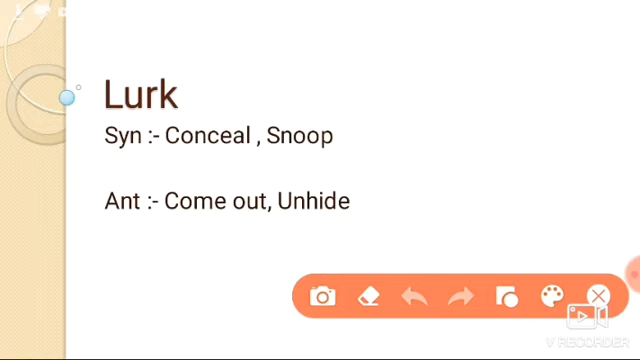 Lurk
Syn :- Conceal , Snoop
Ant :- Come out, Unhide
V RECORDER